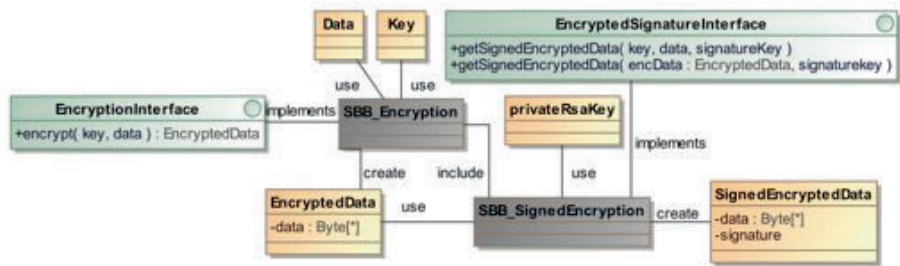 Data
Key
EncryptedSignatureInterface
+getSignedEncryptedData( key, data, signatureKey )
+getSignedEncryptedData( encData : EncryptedData, signaturekey )
use
use
EncryptionInterface
+encrypt( key, data ) : EncryptedData
implements
SBB_Encryption
privateRsaKey
implements
create
include
use
EncryptedData
-data : Byte[*]
use
SBB_SignedEncryption
create
SignedEncryptedData
-data : Byte[*]
-signature